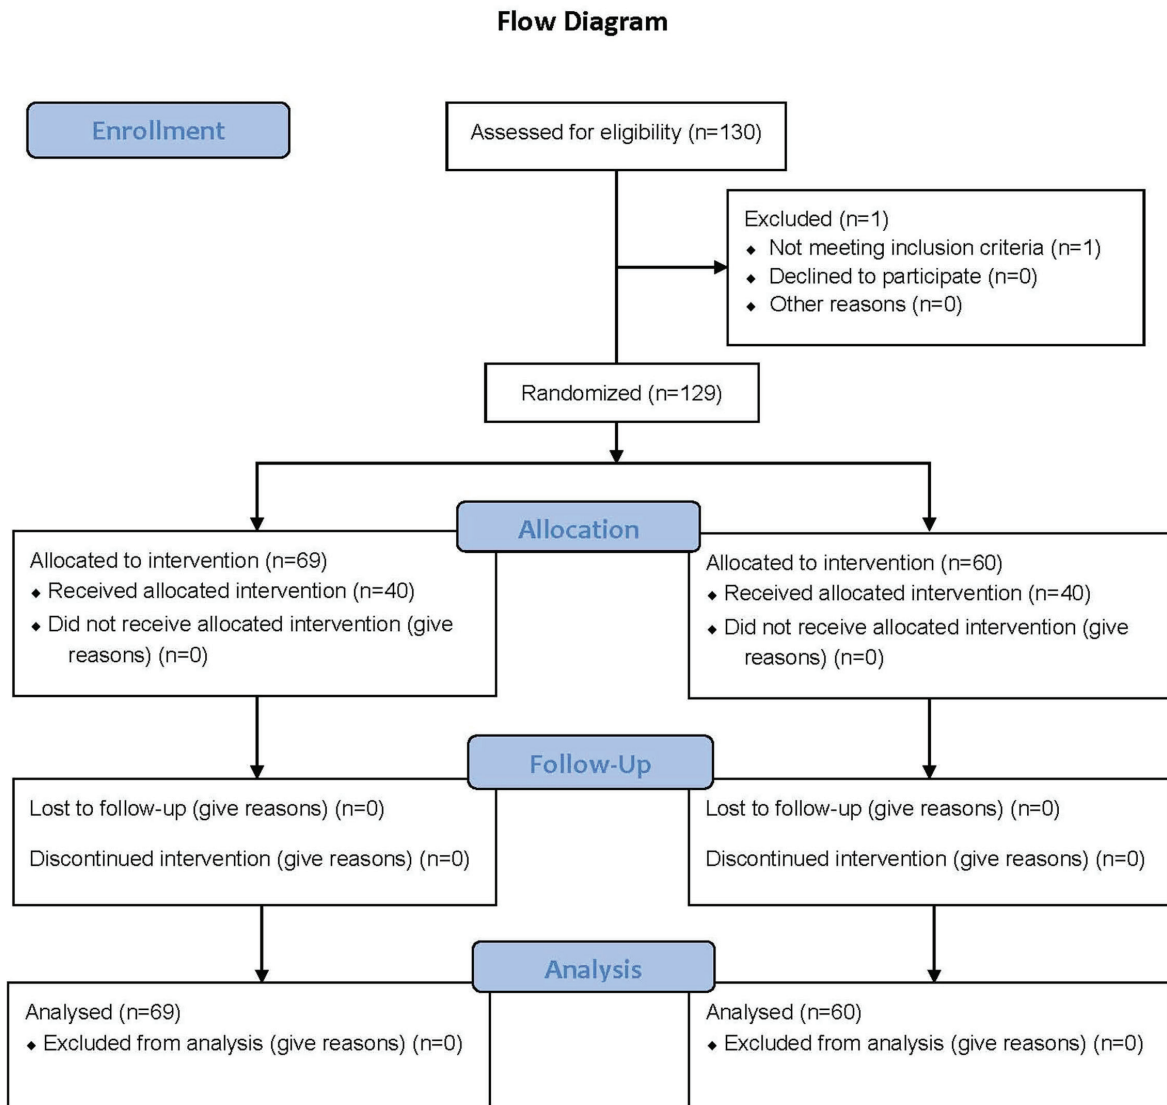 Flow Diagram
Enrollment
Assessed for eligibility (n=130)
Excluded (n=1)
⬥ Not meeting inclusion criteria (n=1)
⬥ Declined to participate (n=0)
⬥ Other reasons (n=0)
Randomized (n=129)
Allocation
Allocated to intervention (n=69)
⬥ Received allocated intervention (n=40)
⬥ Did not receive allocated intervention (give
reasons) (n=0)
Allocated to intervention (n=60)
⬥ Received allocated intervention (n=40)
⬥ Did not receive allocated intervention (give
reasons) (n=0)
Follow-Up
Lost to follow-up (give reasons) (n=0)
Discontinued intervention (give reasons) (n=0)
Lost to follow-up (give reasons) (n=0)
Discontinued intervention (give reasons) (n=0)
Analysis
Analysed (n=69)
⬥ Excluded from analysis (give reasons) (n=0)
Analysed (n=60)
⬥ Excluded from analysis (give reasons) (n=0)